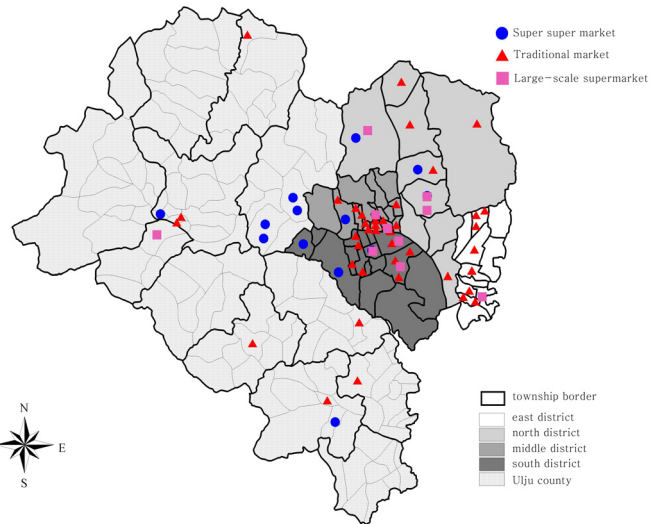 Super super market
Traditional market
Large-scale supermarket
township border
east district
north district
middle district
south district
Ulju county
N
E
S